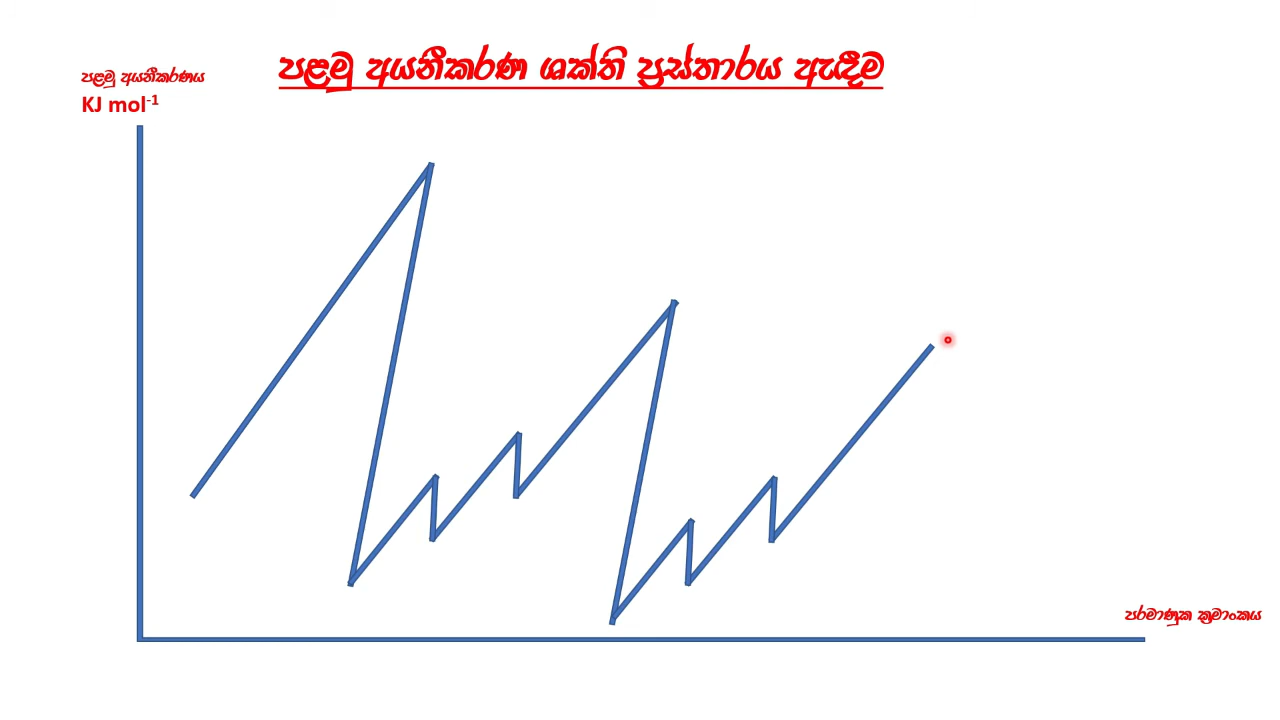 පළමු අයනීකරණ ශක්ති ප්‍රස්තාරය ඇඳීම
පළමු අයනීකරණය
KJ mol⁻¹
පරමාණුක ක්‍රමාංකය